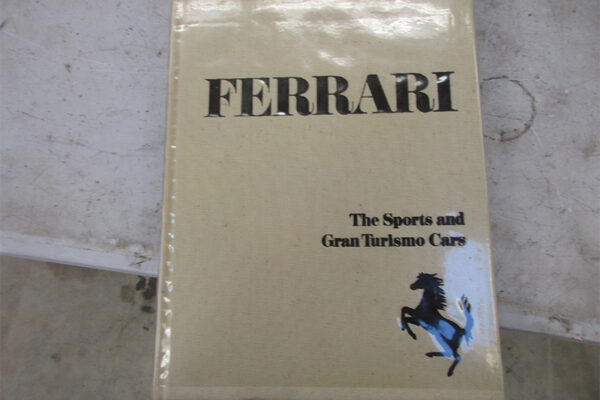 FERRARI
The Sports and
Gran Turismo Cars